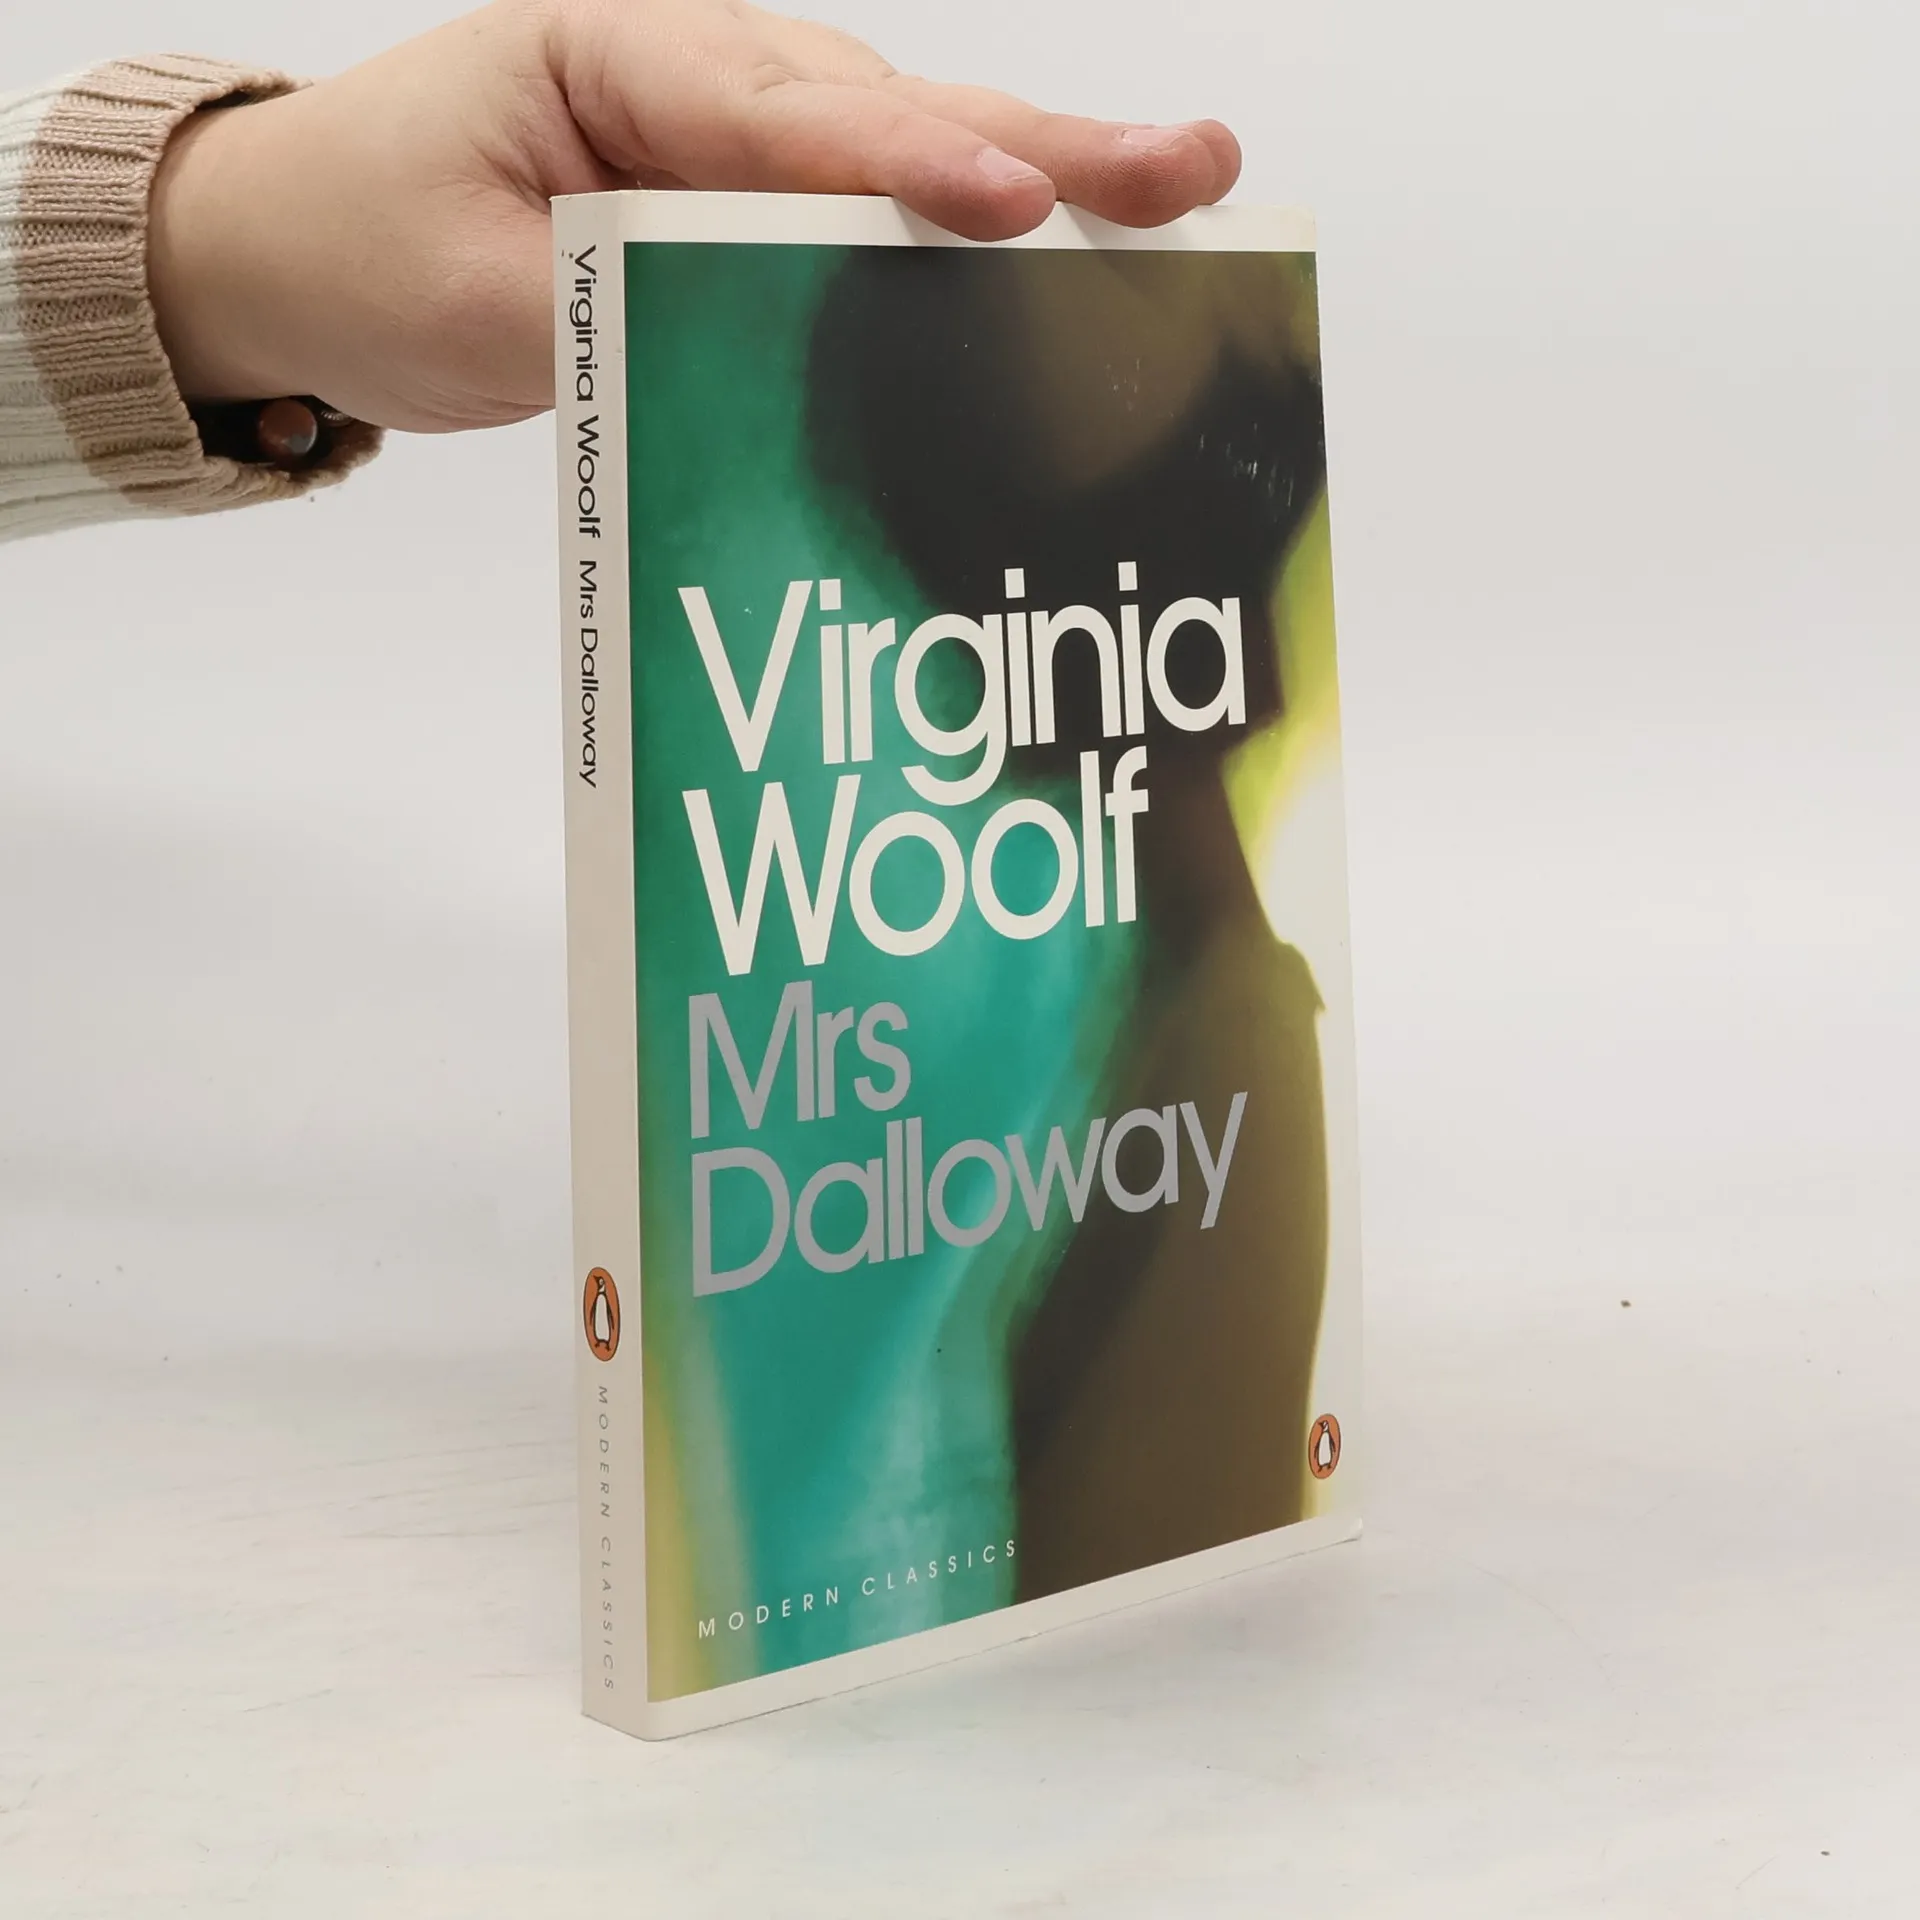 Virginia Woolf Mrs Dalloway
MODERN CLASSICS
Virginia
Woolf
Mrs
Dalloway
MODERN CLASSICS